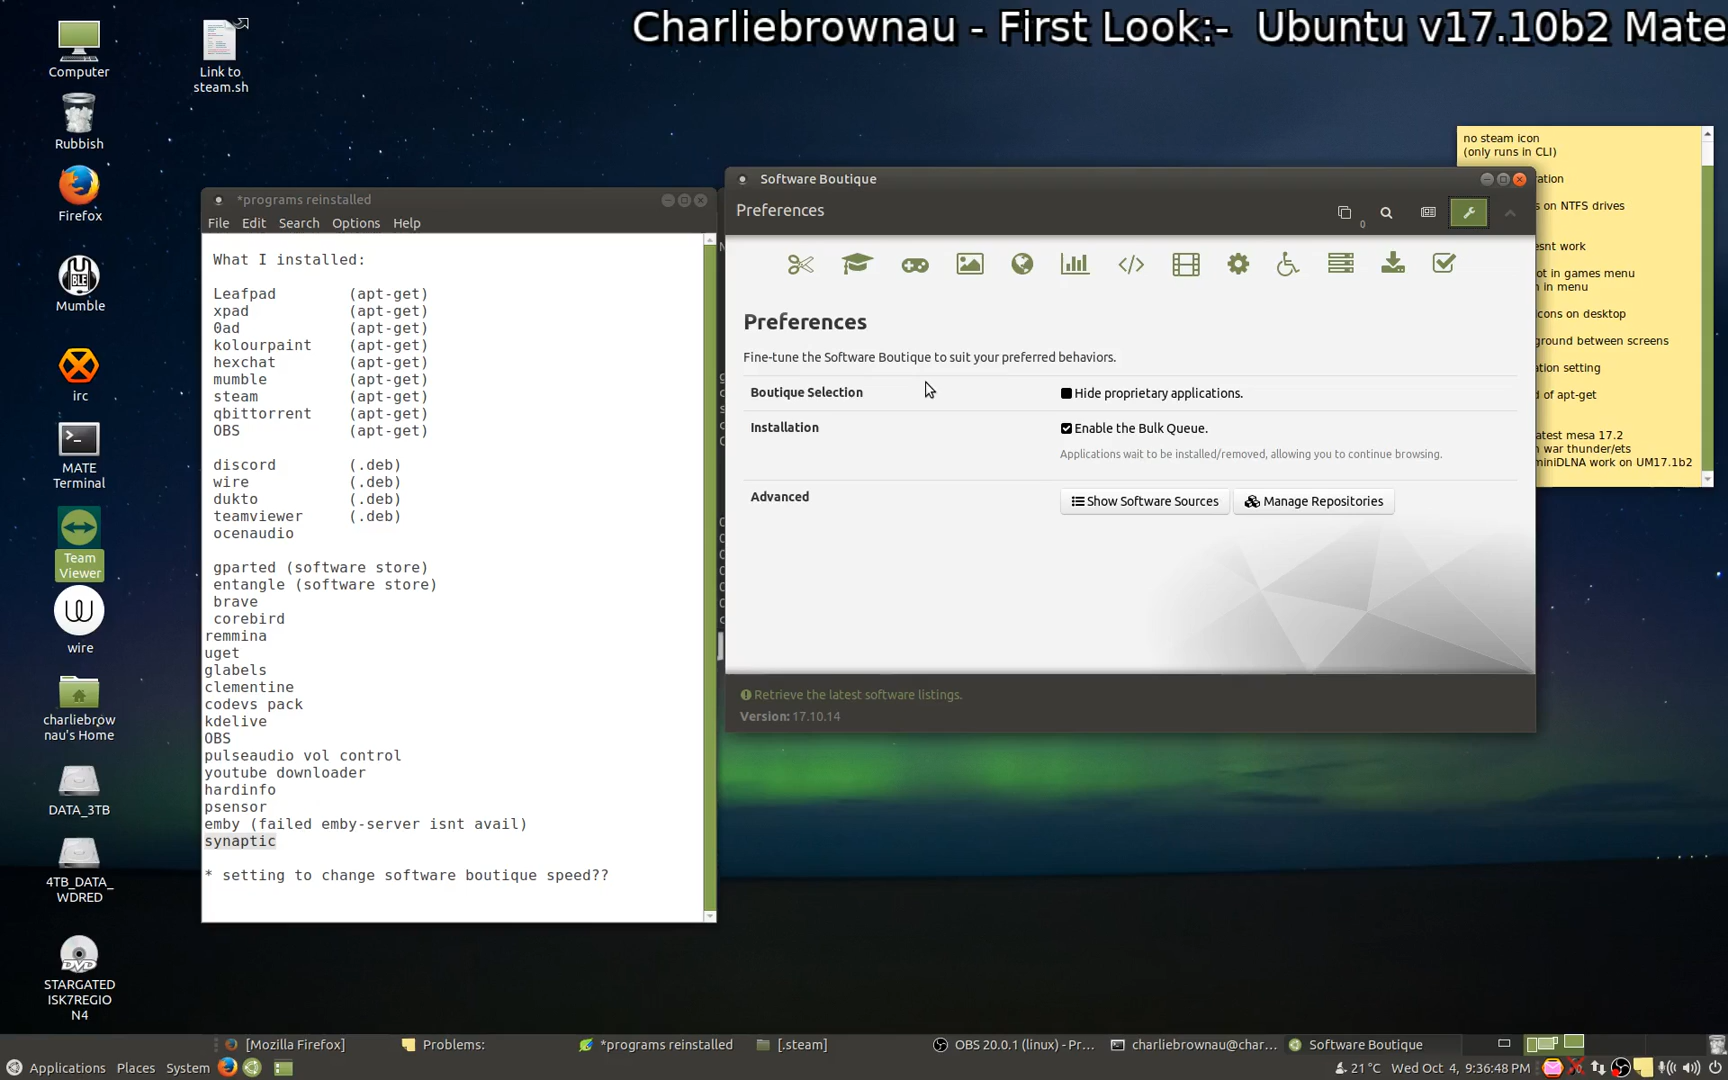 Charliebrownau - First Look:-  Ubuntu v17.10b2 Mate
Computer
Link to
steam.sh
Rubbish
Firefox
Mumble
irc
MATE
Terminal
Team
Viewer
wire
charliebrow
nau's Home
DATA_3TB
4TB_DATA_
WDRED
STARGATED
ISK7REGIO
N4
*programs reinstalled
File Edit Search Options Help
What I installed:
Leafpad (apt-get)
xpad (apt-get)
0ad (apt-get)
kolourpaint (apt-get)
hexchat (apt-get)
mumble (apt-get)
steam (apt-get)
qbittorrent (apt-get)
OBS (apt-get)
discord (.deb)
wire (.deb)
dukto (.deb)
teamviewer (.deb)
ocenaudio
gparted (software store)
entangle (software store)
brave
corebird
remmina
uget
glabels
clementine
codevs pack
kdelive
OBS
pulseaudio vol control
youtube downloader
hardinfo
psensor
emby (failed emby-server isnt avail)
synaptic
* setting to change software boutique speed??
Software Boutique
Preferences
0
Preferences
Fine-tune the Software Boutique to suit your preferred behaviors.
Boutique Selection Hide proprietary applications.
Installation Enable the Bulk Queue.
Applications wait to be installed/removed, allowing you to continue browsing.
Advanced Show Software Sources Manage Repositories
Retrieve the latest software listings.
Version: 17.10.14
no steam icon
(only runs in CLI)
ration
s on NTFS drives
esnt work
ot in games menu
n in menu
cons on desktop
ground between screens
ation setting
d of apt-get
atest mesa 17.2
n war thunder/ets
miniDLNA work on UM17.1b2
[Mozilla Firefox] Problems: *programs reinstalled [.steam] OBS 20.0.1 (linux) - Pr... charliebrownau@char... Software Boutique
Applications Places System 21 °C Wed Oct 4, 9:36:48 PM